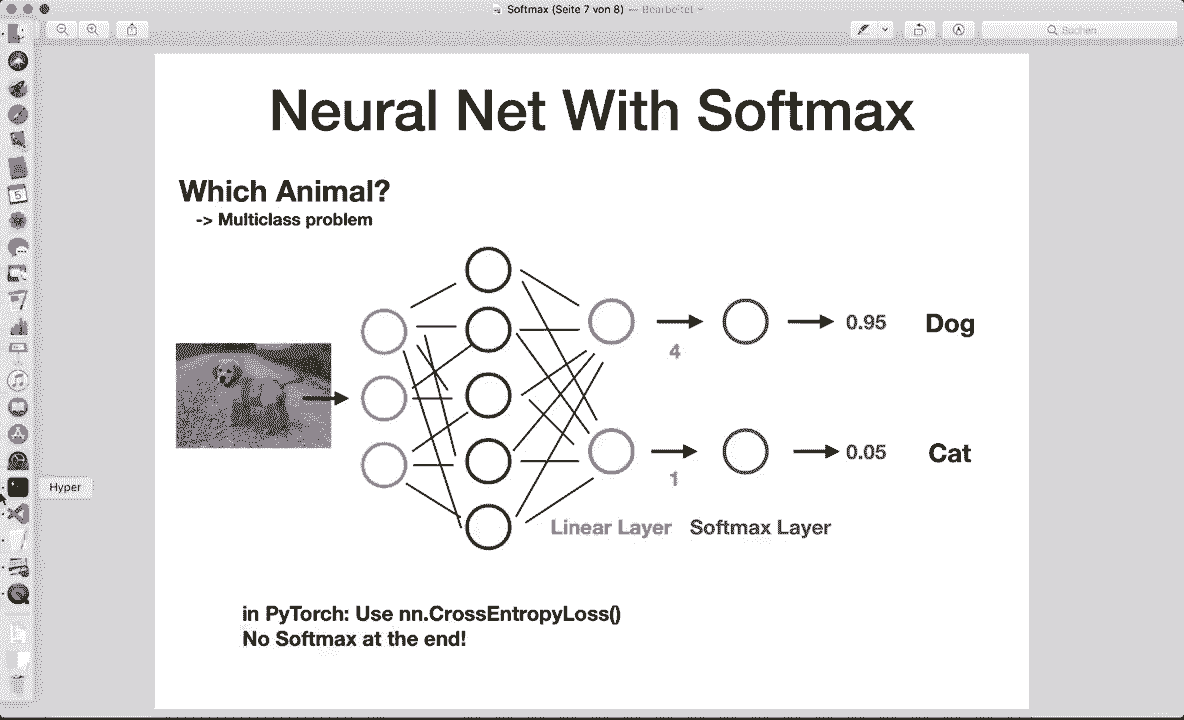 Softmax (Seite 7 von 8) — Bearbeitet
Suchen
Neural Net With Softmax
Which Animal?
-> Multiclass problem
4
0.95
Dog
1
0.05
Cat
5
Hyper
Linear Layer
Softmax Layer
in PyTorch: Use nn.CrossEntropyLoss()
No Softmax at the end!